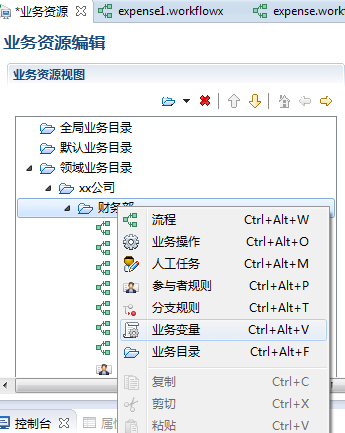 *业务资源 expense1.workflowx expense.work
业务资源编辑
业务资源视图
全局业务目录
默认业务目录
领域业务目录
xx公司
财务部
流程 Ctrl+Alt+W
业务操作 Ctrl+Alt+O
人工任务 Ctrl+Alt+M
参与者规则 Ctrl+Alt+P
分支规则 Ctrl+Alt+T
业务变量 Ctrl+Alt+V
业务目录 Ctrl+Alt+F
复制 Ctrl+C
剪切 Ctrl+X
粘贴 Ctrl+V
控制台 属